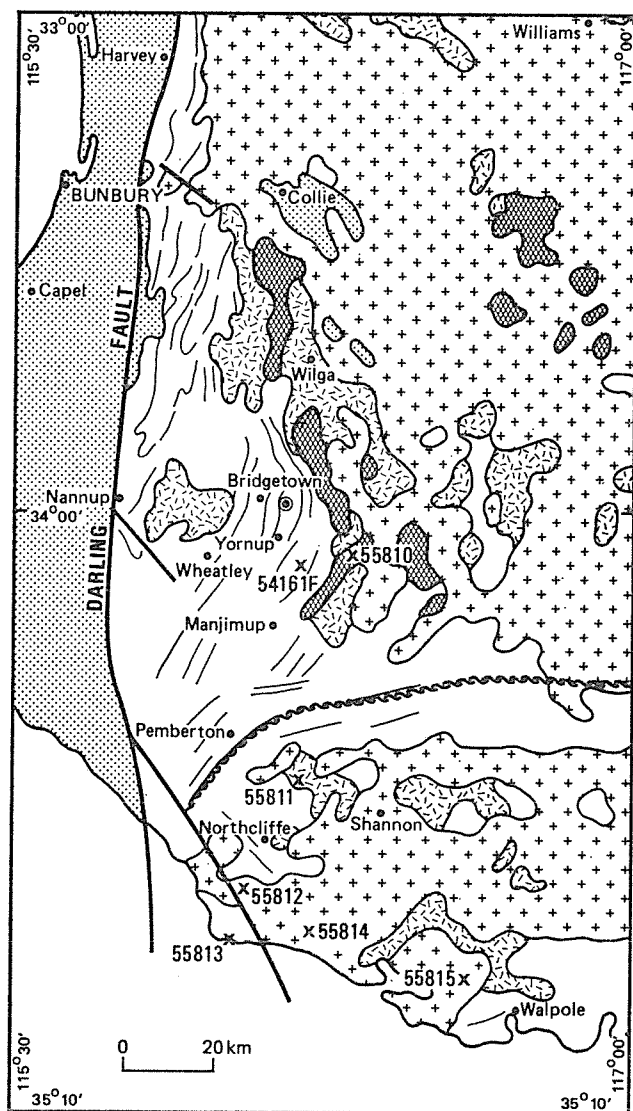 33°00'
115°30'
Harvey
Williams
117°00'
BUNBURY
Collie
Capel
FAULT
Wilga
Bridgetown
Nannup
34°00'
Yornup
55810
Wheatley
54161F
DARLING
Manjimup
Pemberton
55811
Shannon
Northcliffe
55812
55814
55813
55815
Walpole
0 20 km
115°30'
117°00'
35°10'
35°10'